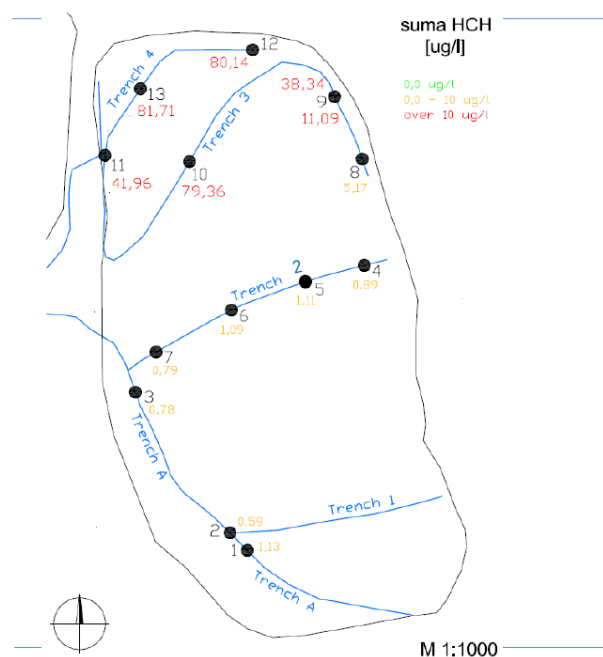 suma HCH
[ug/l]
0,0 ug/l
0,0 - 10 ug/l
over 10 ug/l
12
80,14
Trench 4
13
81,71
38,34
9
11,09
Trench 3
11
41,96
10
79,36
8
5,17
Trench 2
4
0,89
5
1,11
6
1,09
7
0,79
3
0,78
Trench A
Trench 1
0,59
2
1
1,13
Trench A
M 1:1000